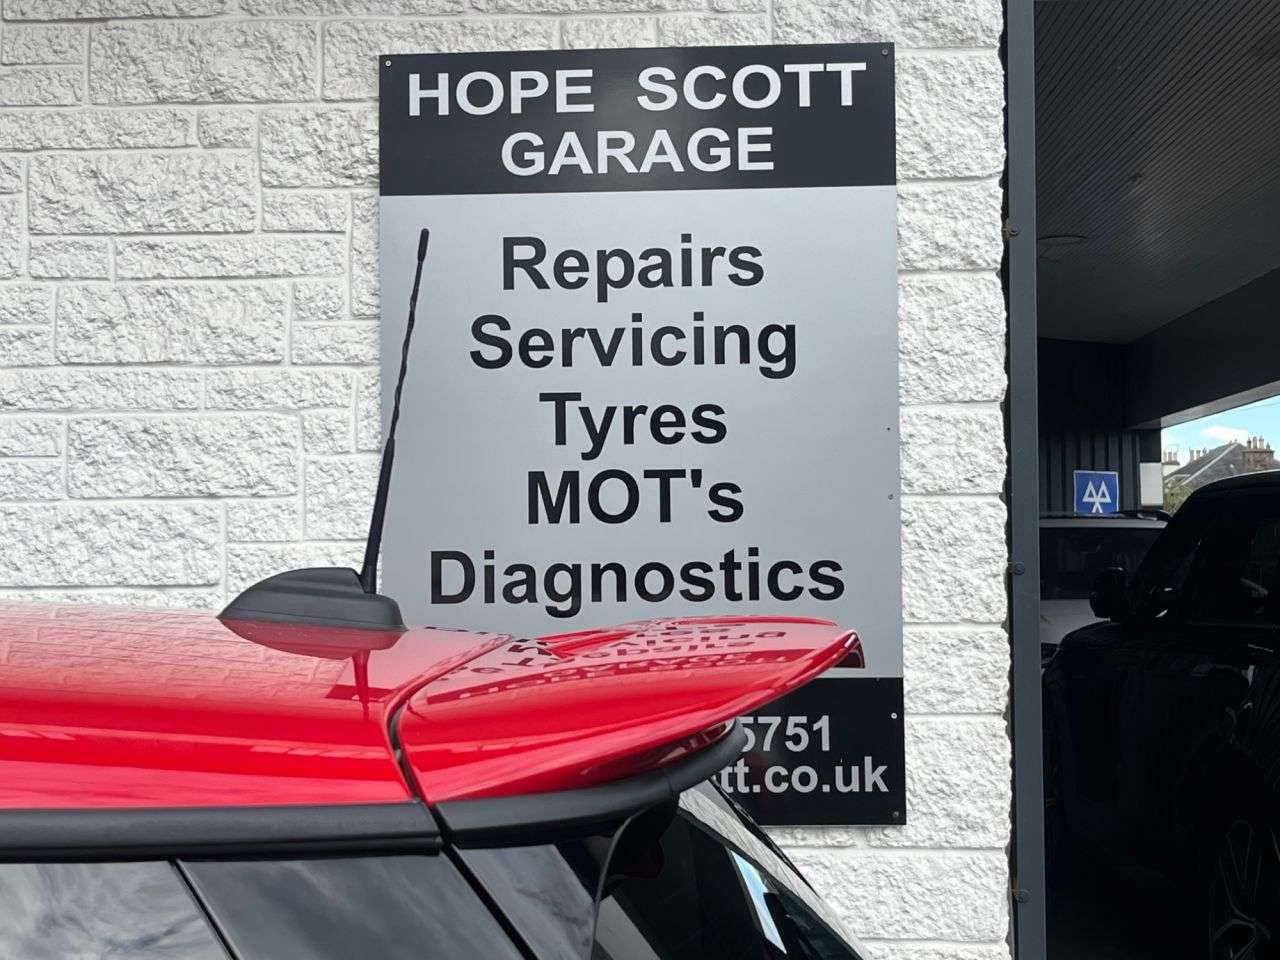 HOPE SCOTT
GARAGE
Repairs
Servicing
Tyres
MOT's
Diagnostics
5751
tt.co.uk